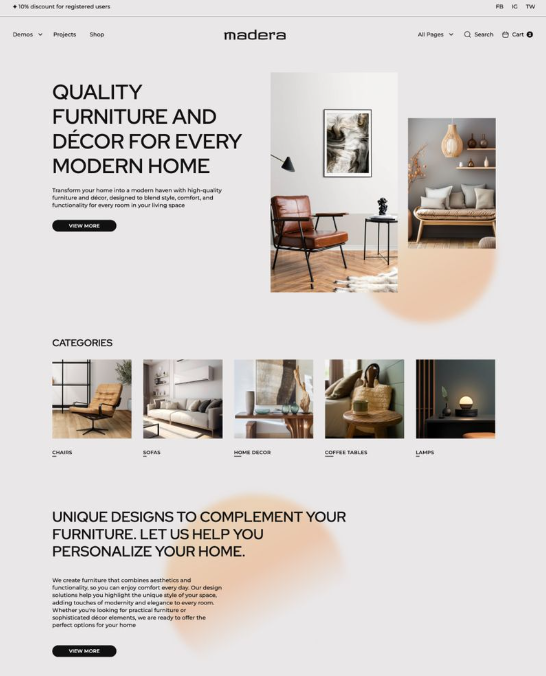 10% discount for registered users
FB IG TW
Demos Projects Shop
madera
All Pages Search Cart 2
QUALITY
FURNITURE AND
DÉCOR FOR EVERY
MODERN HOME
Transform your home into a modern haven with high-quality
furniture and décor, designed to blend style, comfort, and
functionality for every room in your living space
VIEW MORE
CATEGORIES
CHAIRS
SOFAS
HOME DECOR
COFFEE TABLES
LAMPS
UNIQUE DESIGNS TO COMPLEMENT YOUR
FURNITURE. LET US HELP YOU
PERSONALIZE YOUR HOME.
We create furniture that combines aesthetics and
functionality, so you can enjoy comfort every day. Our design
solutions help you highlight the unique style of your space,
adding touches of modernity and elegance to every room.
Whether you're looking for practical furniture or
sophisticated décor elements, we are ready to offer the
perfect options for your home
VIEW MORE